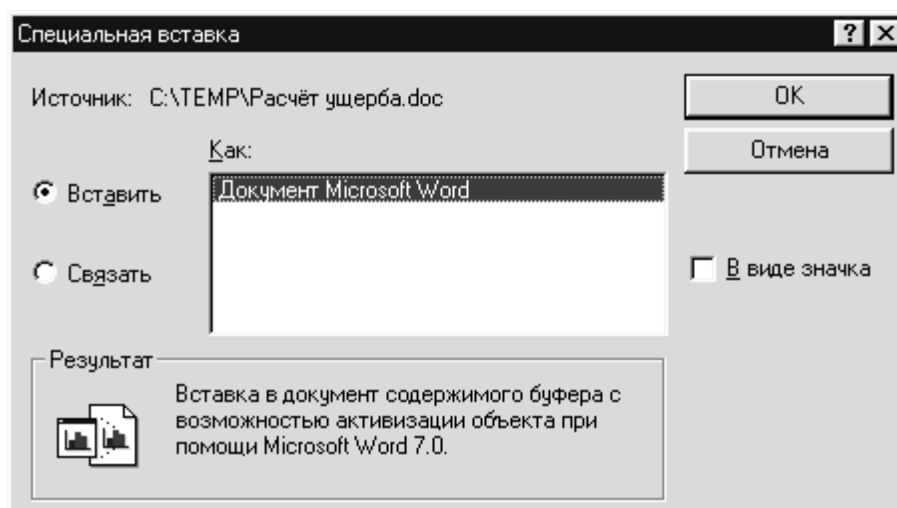 Специальная вставка
Источник: C:\TEMP\Расчёт ущерба.doc
OK
Как:
Отмена
Вставить
Документ Microsoft Word
Связать
В виде значка
Результат
Вставка в документ содержимого буфера с
возможностью активизации объекта при
помощи Microsoft Word 7.0.